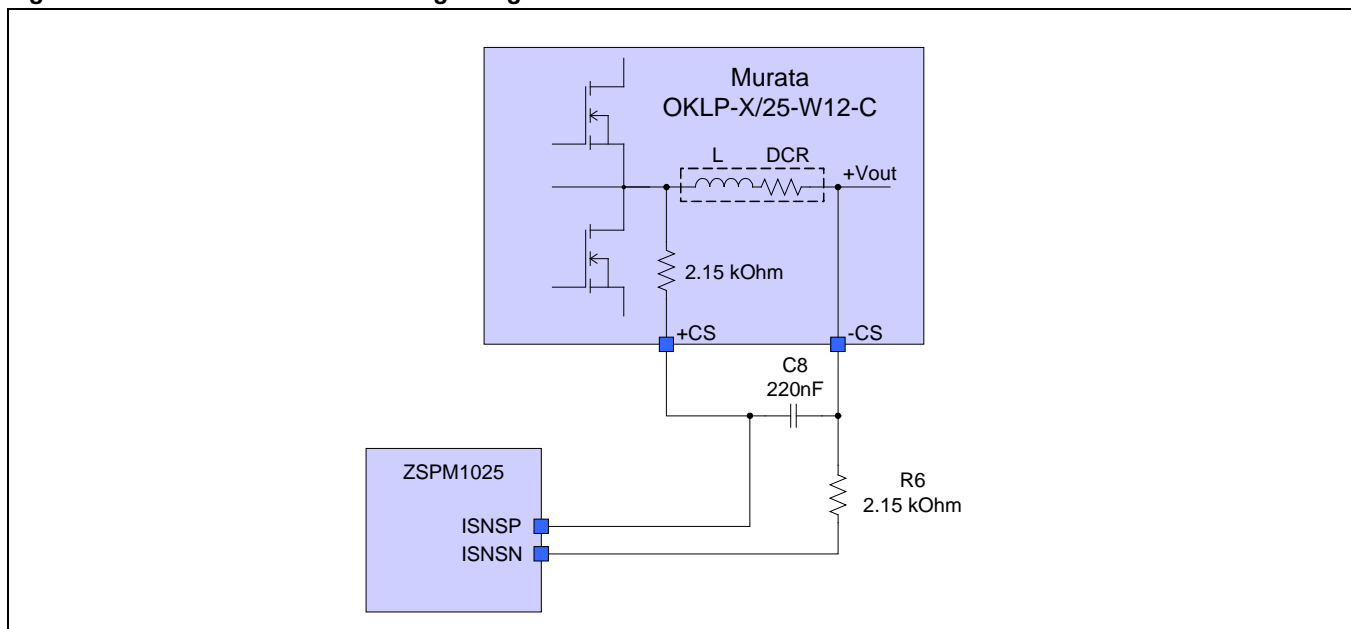 Murata
OKLP-X/25-W12-C
L
DCR
+Vout
2.15 kOhm
+CS
-CS
C8
220nF
ZSPM1025
R6
2.15 kOhm
ISNSP
ISNSN